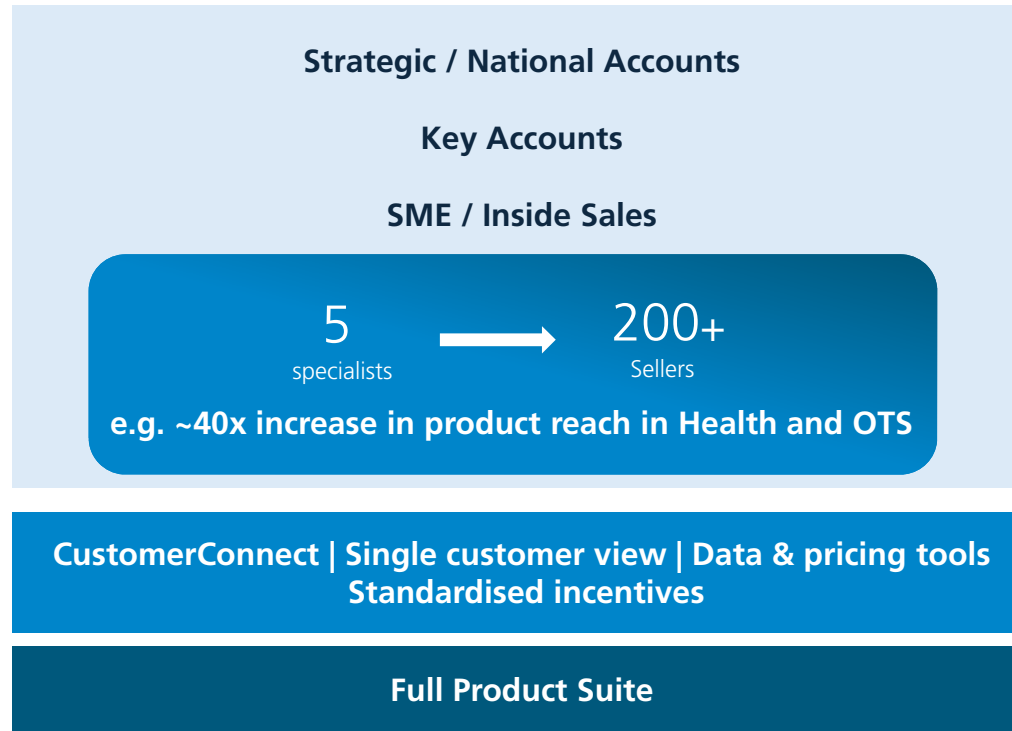 Strategic / National Accounts
Key Accounts
SME / Inside Sales
5
specialists
200+
Sellers
e.g. ~40x increase in product reach in Health and OTS
CustomerConnect | Single customer view | Data & pricing tools
Standardised incentives
Full Product Suite